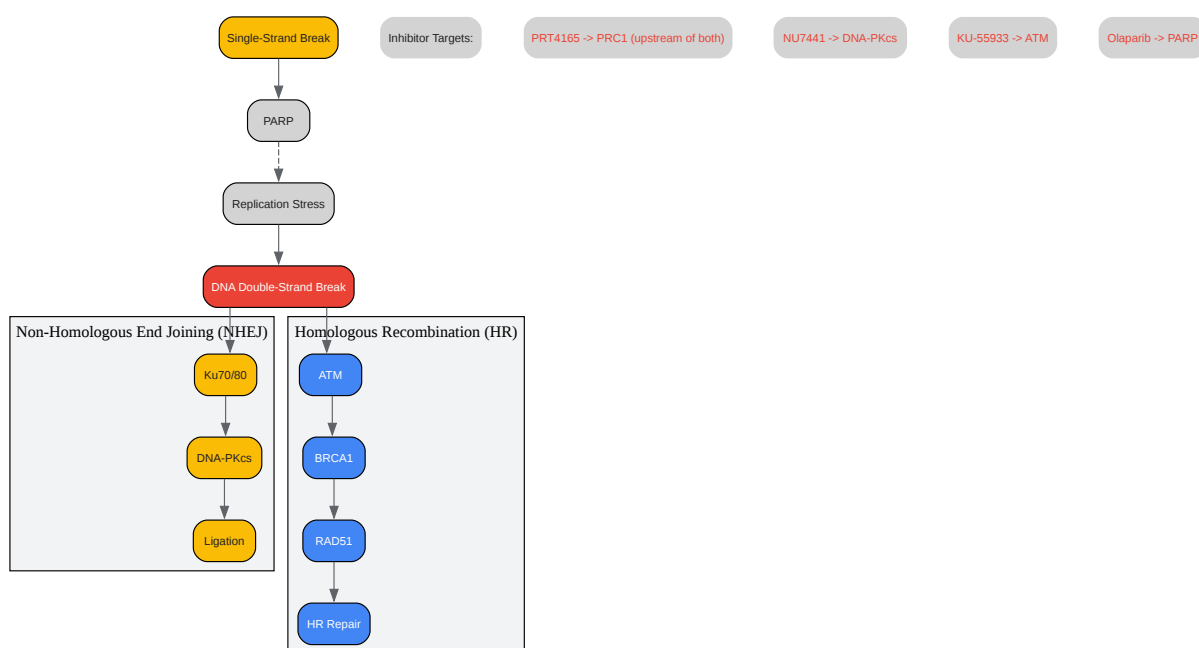 Single-Strand Break
Inhibitor Targets:
PRT4165 -> PRC1 (upstream of both)
NU7441 -> DNA-PKcs
KU-55933 -> ATM
Olaparib -> PARP
PARP
Replication Stress
DNA Double-Strand Break
Non-Homologous End Joining (NHEJ)
Homologous Recombination (HR)
Ku70/80
ATM
DNA-PKcs
BRCA1
Ligation
RAD51
HR Repair